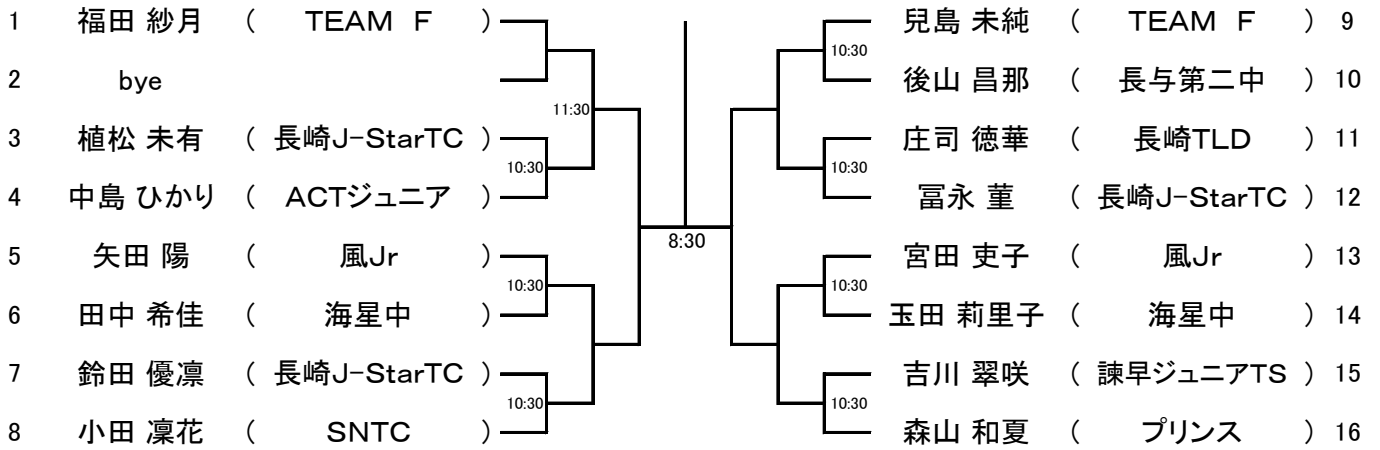 1 福田 紗月 ( TEAM F )
2 bye
11:30
3 植松 未有 ( 長崎J-StarTC )
10:30
4 中島 ひかり ( ACTジュニア )
5 矢田 陽 ( 風Jr )
10:30
6 田中 希佳 ( 海星中 )
7 鈴田 優凛 ( 長崎J-StarTC )
10:30
8 小田 凜花 ( SNTC )
8:30
兒島 未純 ( TEAM F ) 9
10:30
後山 昌那 ( 長与第二中 ) 10
庄司 徳華 ( 長崎TLD ) 11
10:30
冨永 菫 ( 長崎J-StarTC ) 12
宮田 吏子 ( 風Jr ) 13
10:30
玉田 莉里子 ( 海星中 ) 14
吉川 翠咲 ( 諫早ジュニアTS ) 15
10:30
森山 和夏 ( プリンス ) 16